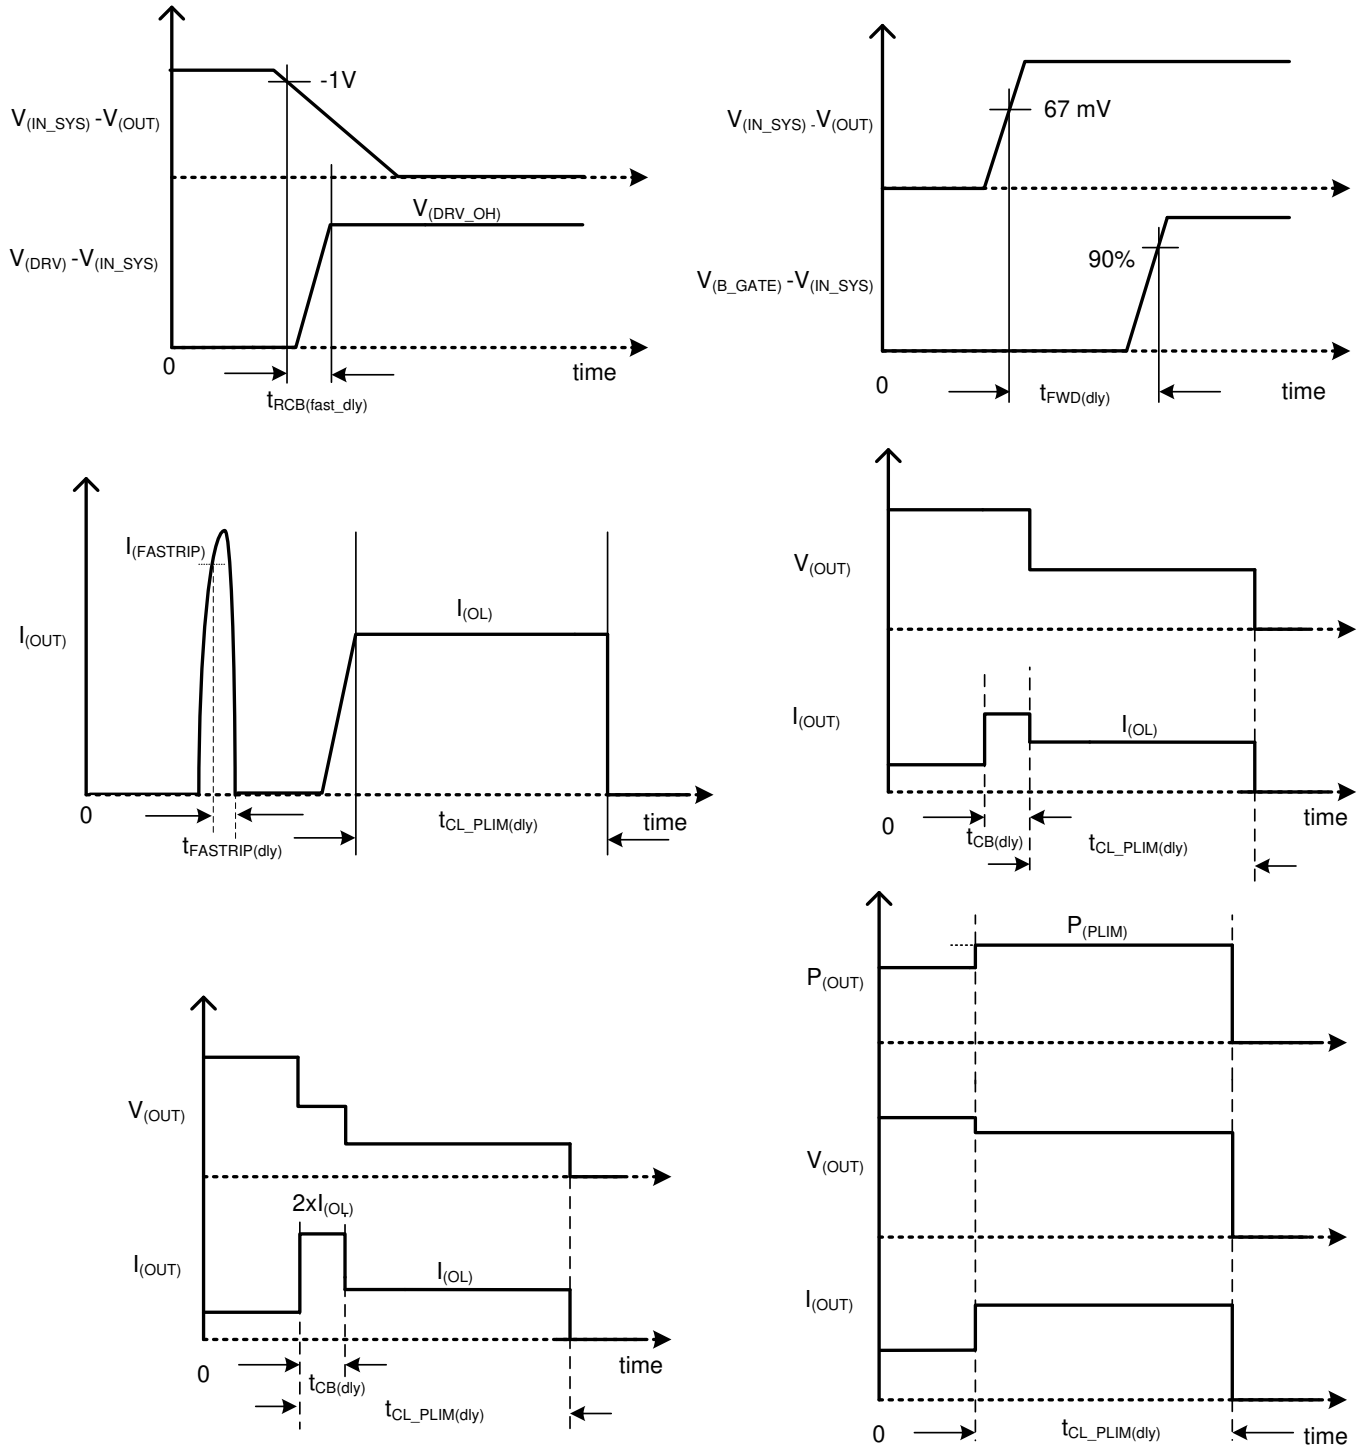 -1V
V(IN_SYS) -V(OUT)
V(DRV_OH)
V(DRV) -V(IN_SYS)
0
time
tRCB(fast_dly)
67 mV
V(IN_SYS) -V(OUT)
90%
V(B_GATE) -V(IN_SYS)
0
tFWD(dly)
time
I(FASTRIP)
I(OL)
I(OUT)
0
tCL_PLIM(dly)
time
tFASTRIP(dly)
V(OUT)
I(OUT)
I(OL)
0
time
tCB(dly)
tCL_PLIM(dly)
V(OUT)
2xI(OL)
I(OUT)
I(OL)
0
time
tCB(dly)
tCL_PLIM(dly)
P(PLIM)
P(OUT)
V(OUT)
I(OUT)
0
tCL_PLIM(dly)
time